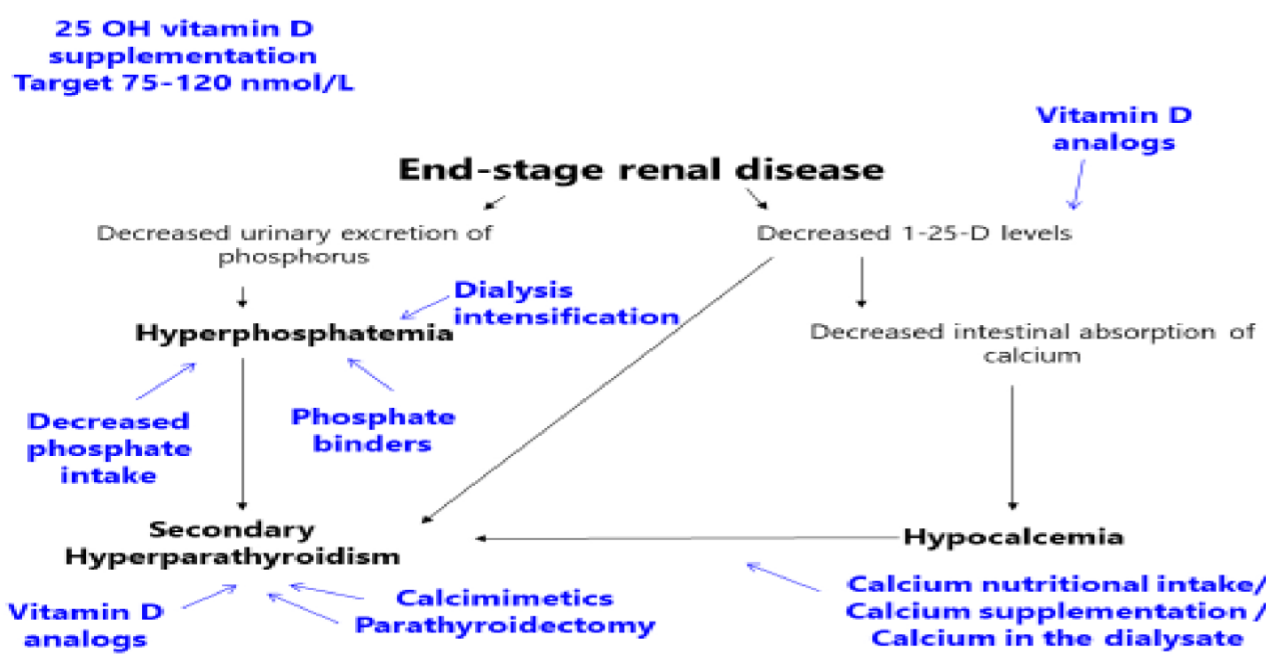 25 OH vitamin D
supplementation
Target 75-120 nmol/L
Vitamin D
analogs
End-stage renal disease
Decreased urinary excretion of
phosphorus
Decreased 1-25-D levels
Dialysis
intensification
Hyperphosphatemia
Decreased intestinal absorption of
calcium
Decreased
phosphate
intake
Phosphate
binders
Secondary
Hyperparathyroidism
Hypocalcemia
Vitamin D
analogs
Calcimimetics
Parathyroidectomy
Calcium nutritional intake/
Calcium supplementation /
Calcium in the dialysate